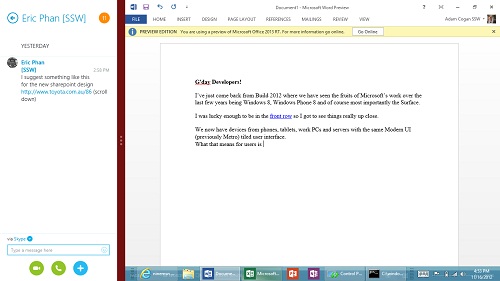 Eric Phan [SSW]
YESTERDAY
Eric Phan
[SSW]
2:59 PM
I suggest something like this
for the new sharepoint design
http://www.toyota.com.au/86 (scroll
down)
via Skype
Type a message here
Document1 - Microsoft Word Preview
FILE
HOME
INSERT
DESIGN
PAGE LAYOUT
REFERENCES
MAILINGS
REVIEW
VIEW
Adam Cogan SSW
PREVIEW EDITION You are using a preview of Microsoft Office 2013 RT. For more information go online.
Go Online
G'day Developers!
I've just come back from Build 2012 where we have seen the fruits of Microsoft's work over the
last few years being Windows 8, Windows Phone 8 and of course most importantly the Surface.
I was lucky enough to be in the front row so I got to see things really up close.
We now have devices from phones, tablets, work PCs and servers with the same Modern UI
(previously Metro) tiled user interface.
What that means for users is
Docume...
Microsoft...
Control P...
4:53 PM